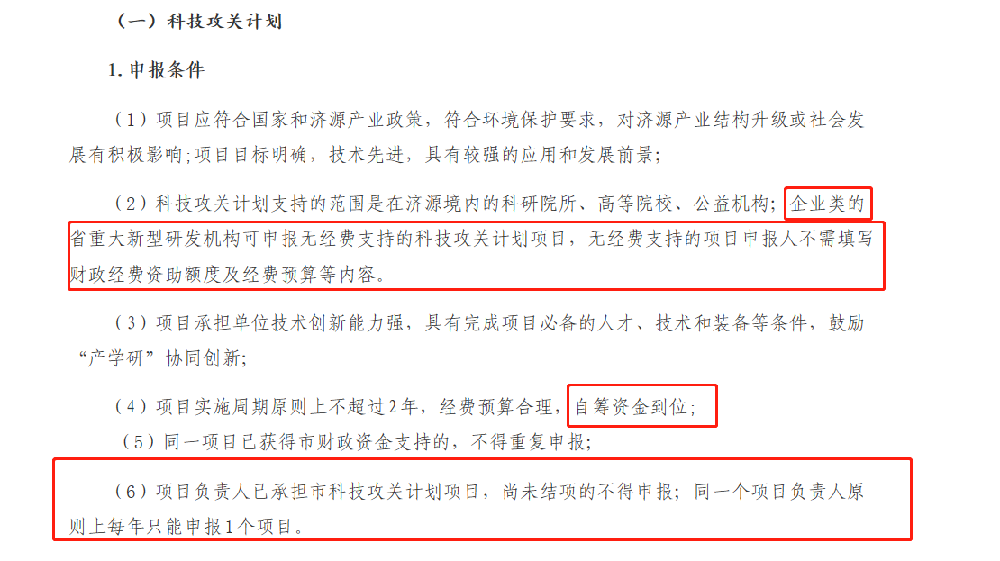 （一）科技攻关计划
1.申报条件
（1）项目应符合国家和济源产业政策，符合环境保护要求，对济源产业结构升级或社会发
展有积极影响;项目目标明确，技术先进，具有较强的应用和发展前景；
（2）科技攻关计划支持的范围是在济源境内的科研院所、高等院校、公益机构；企业类的
省重大新型研发机构可申报无经费支持的科技攻关计划项目，无经费支持的项目申报人不需填写
财政经费资助额度及经费预算等内容。
（3）项目承担单位技术创新能力强，具有完成项目必备的人才、技术和装备等条件，鼓励
“产学研”协同创新；
（4）项目实施周期原则上不超过2年，经费预算合理，自筹资金到位；
（5）同一项目已获得市财政资金支持的，不得重复申报；
（6）项目负责人已承担市科技攻关计划项目，尚未结项的不得申报；同一个项目负责人原
则上每年只能申报1个项目。